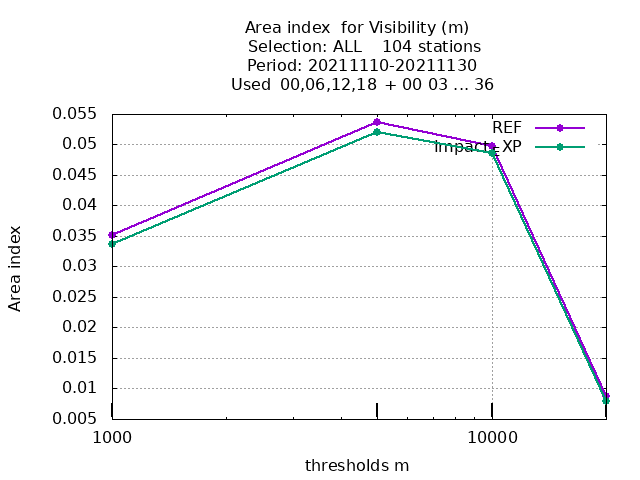 Area index  for Visibility (m)
Selection: ALL    104 stations
Period: 20211110-20211130
Used  00,06,12,18  + 00 03 ... 36
0.055
REF
0.05
Impact_XP
0.045
0.04
0.035
Area index
0.03
0.025
0.02
0.015
0.01
0.005
1000
10000
thresholds m